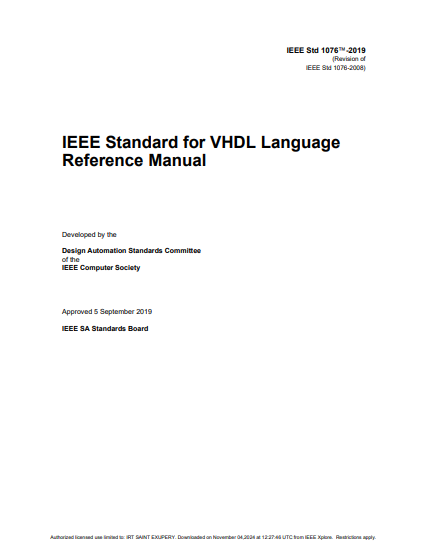 IEEE Std 1076™-2019
(Revision of
IEEE Std 1076-2008)
IEEE Standard for VHDL Language
Reference Manual
Developed by the
Design Automation Standards Committee
of the
IEEE Computer Society
Approved 5 September 2019
IEEE SA Standards Board
Authorized licensed use limited to: IRT SAINT EXUPERY. Downloaded on November 04,2024 at 12:27:46 UTC from IEEE Xplore. Restrictions apply.